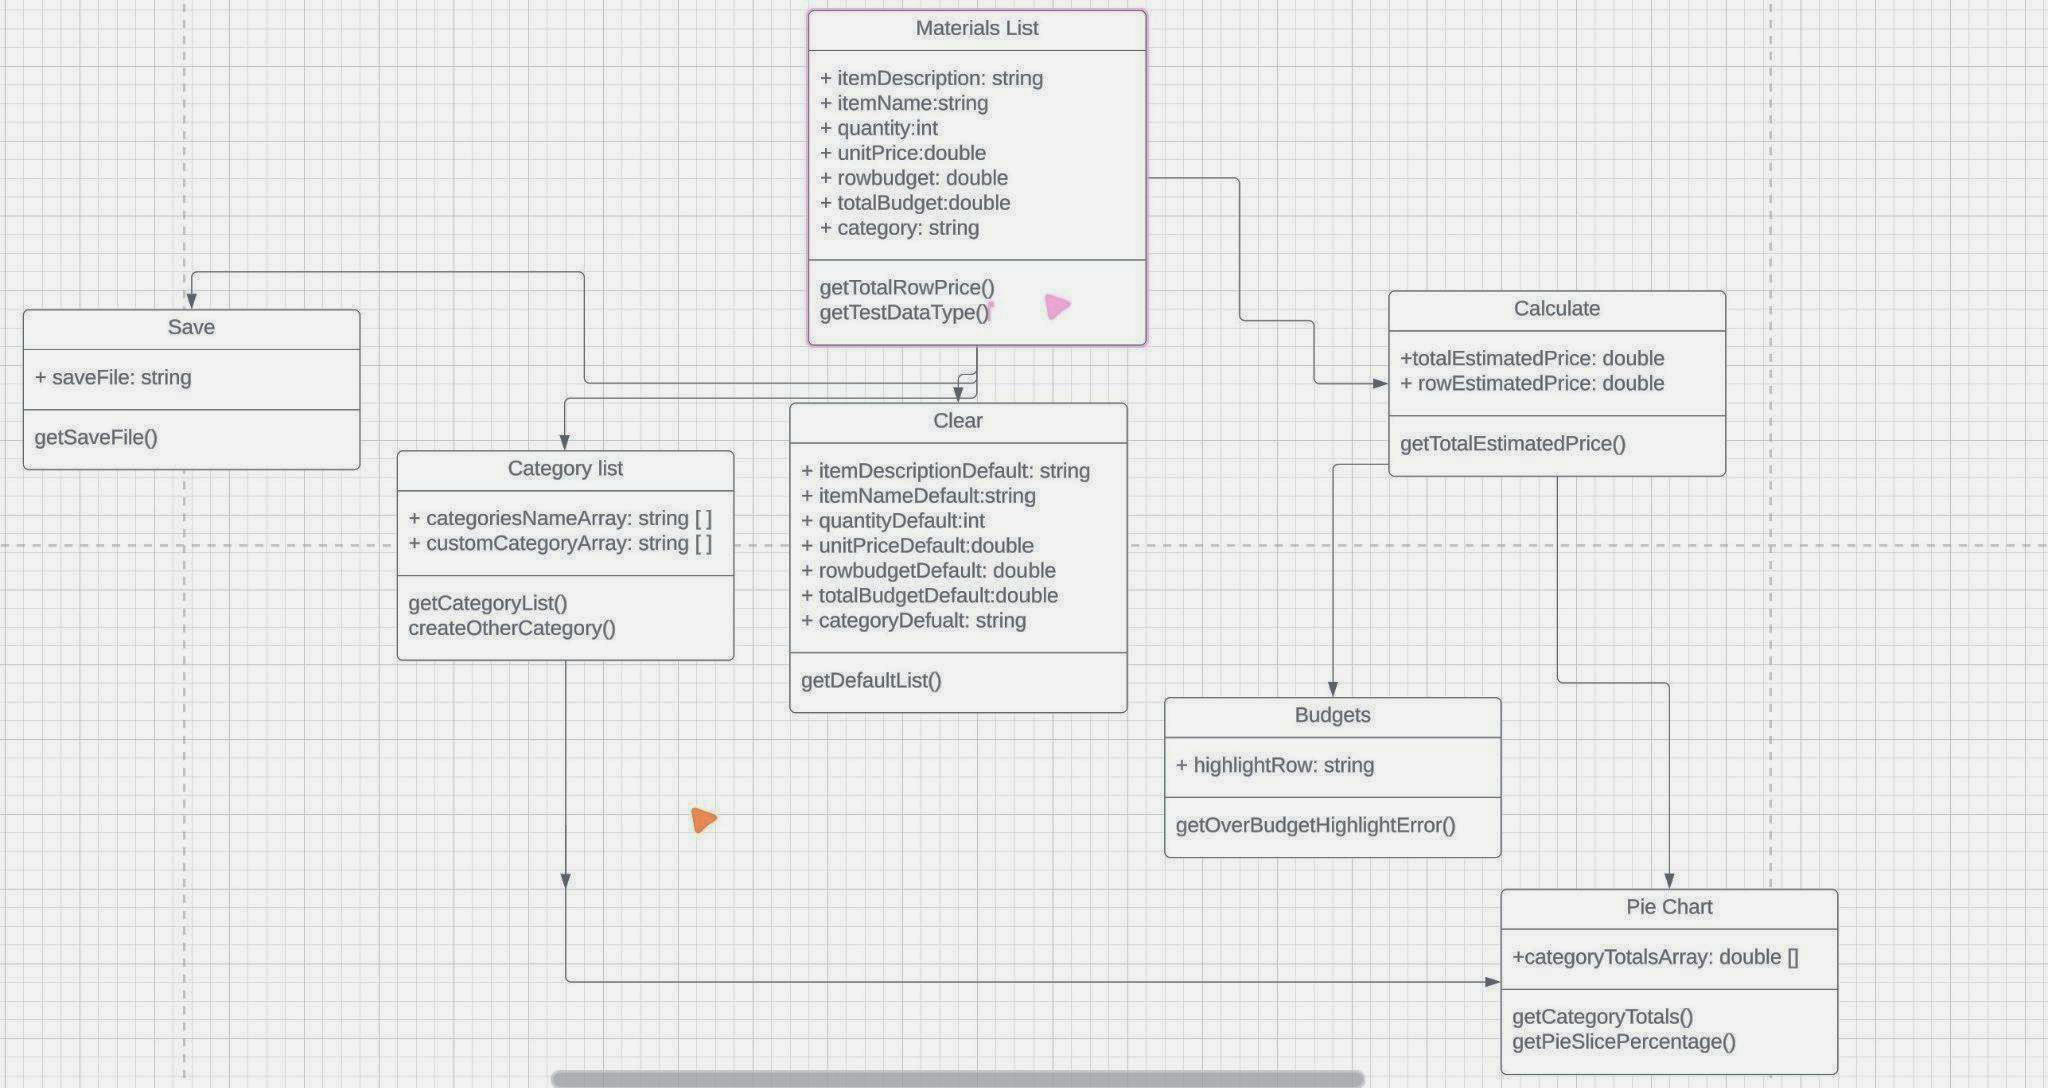 Materials List
+ itemDescription: string
+ itemName:string
+ quantity:int
+ unitPrice:double
+ rowbudget: double
+ totalBudget:double
+ category: string
getTotalRowPrice()
getTestDataType()
Save
+ saveFile: string
getSaveFile()
Category list
+ categoriesNameArray: string [ ]
+ customCategoryArray: string [ ]
getCategoryList()
createOtherCategory()
Clear
+ itemDescriptionDefault: string
+ itemNameDefault:string
+ quantityDefault:int
+ unitPriceDefault:double
+ rowbudgetDefault: double
+ totalBudgetDefault:double
+ categoryDefualt: string
getDefaultList()
Calculate
+totalEstimatedPrice: double
+ rowEstimatedPrice: double
getTotalEstimatedPrice()
Budgets
+ highlightRow: string
getOverBudgetHighlightError()
Pie Chart
+categoryTotalsArray: double []
getCategoryTotals()
getPieSlicePercentage()